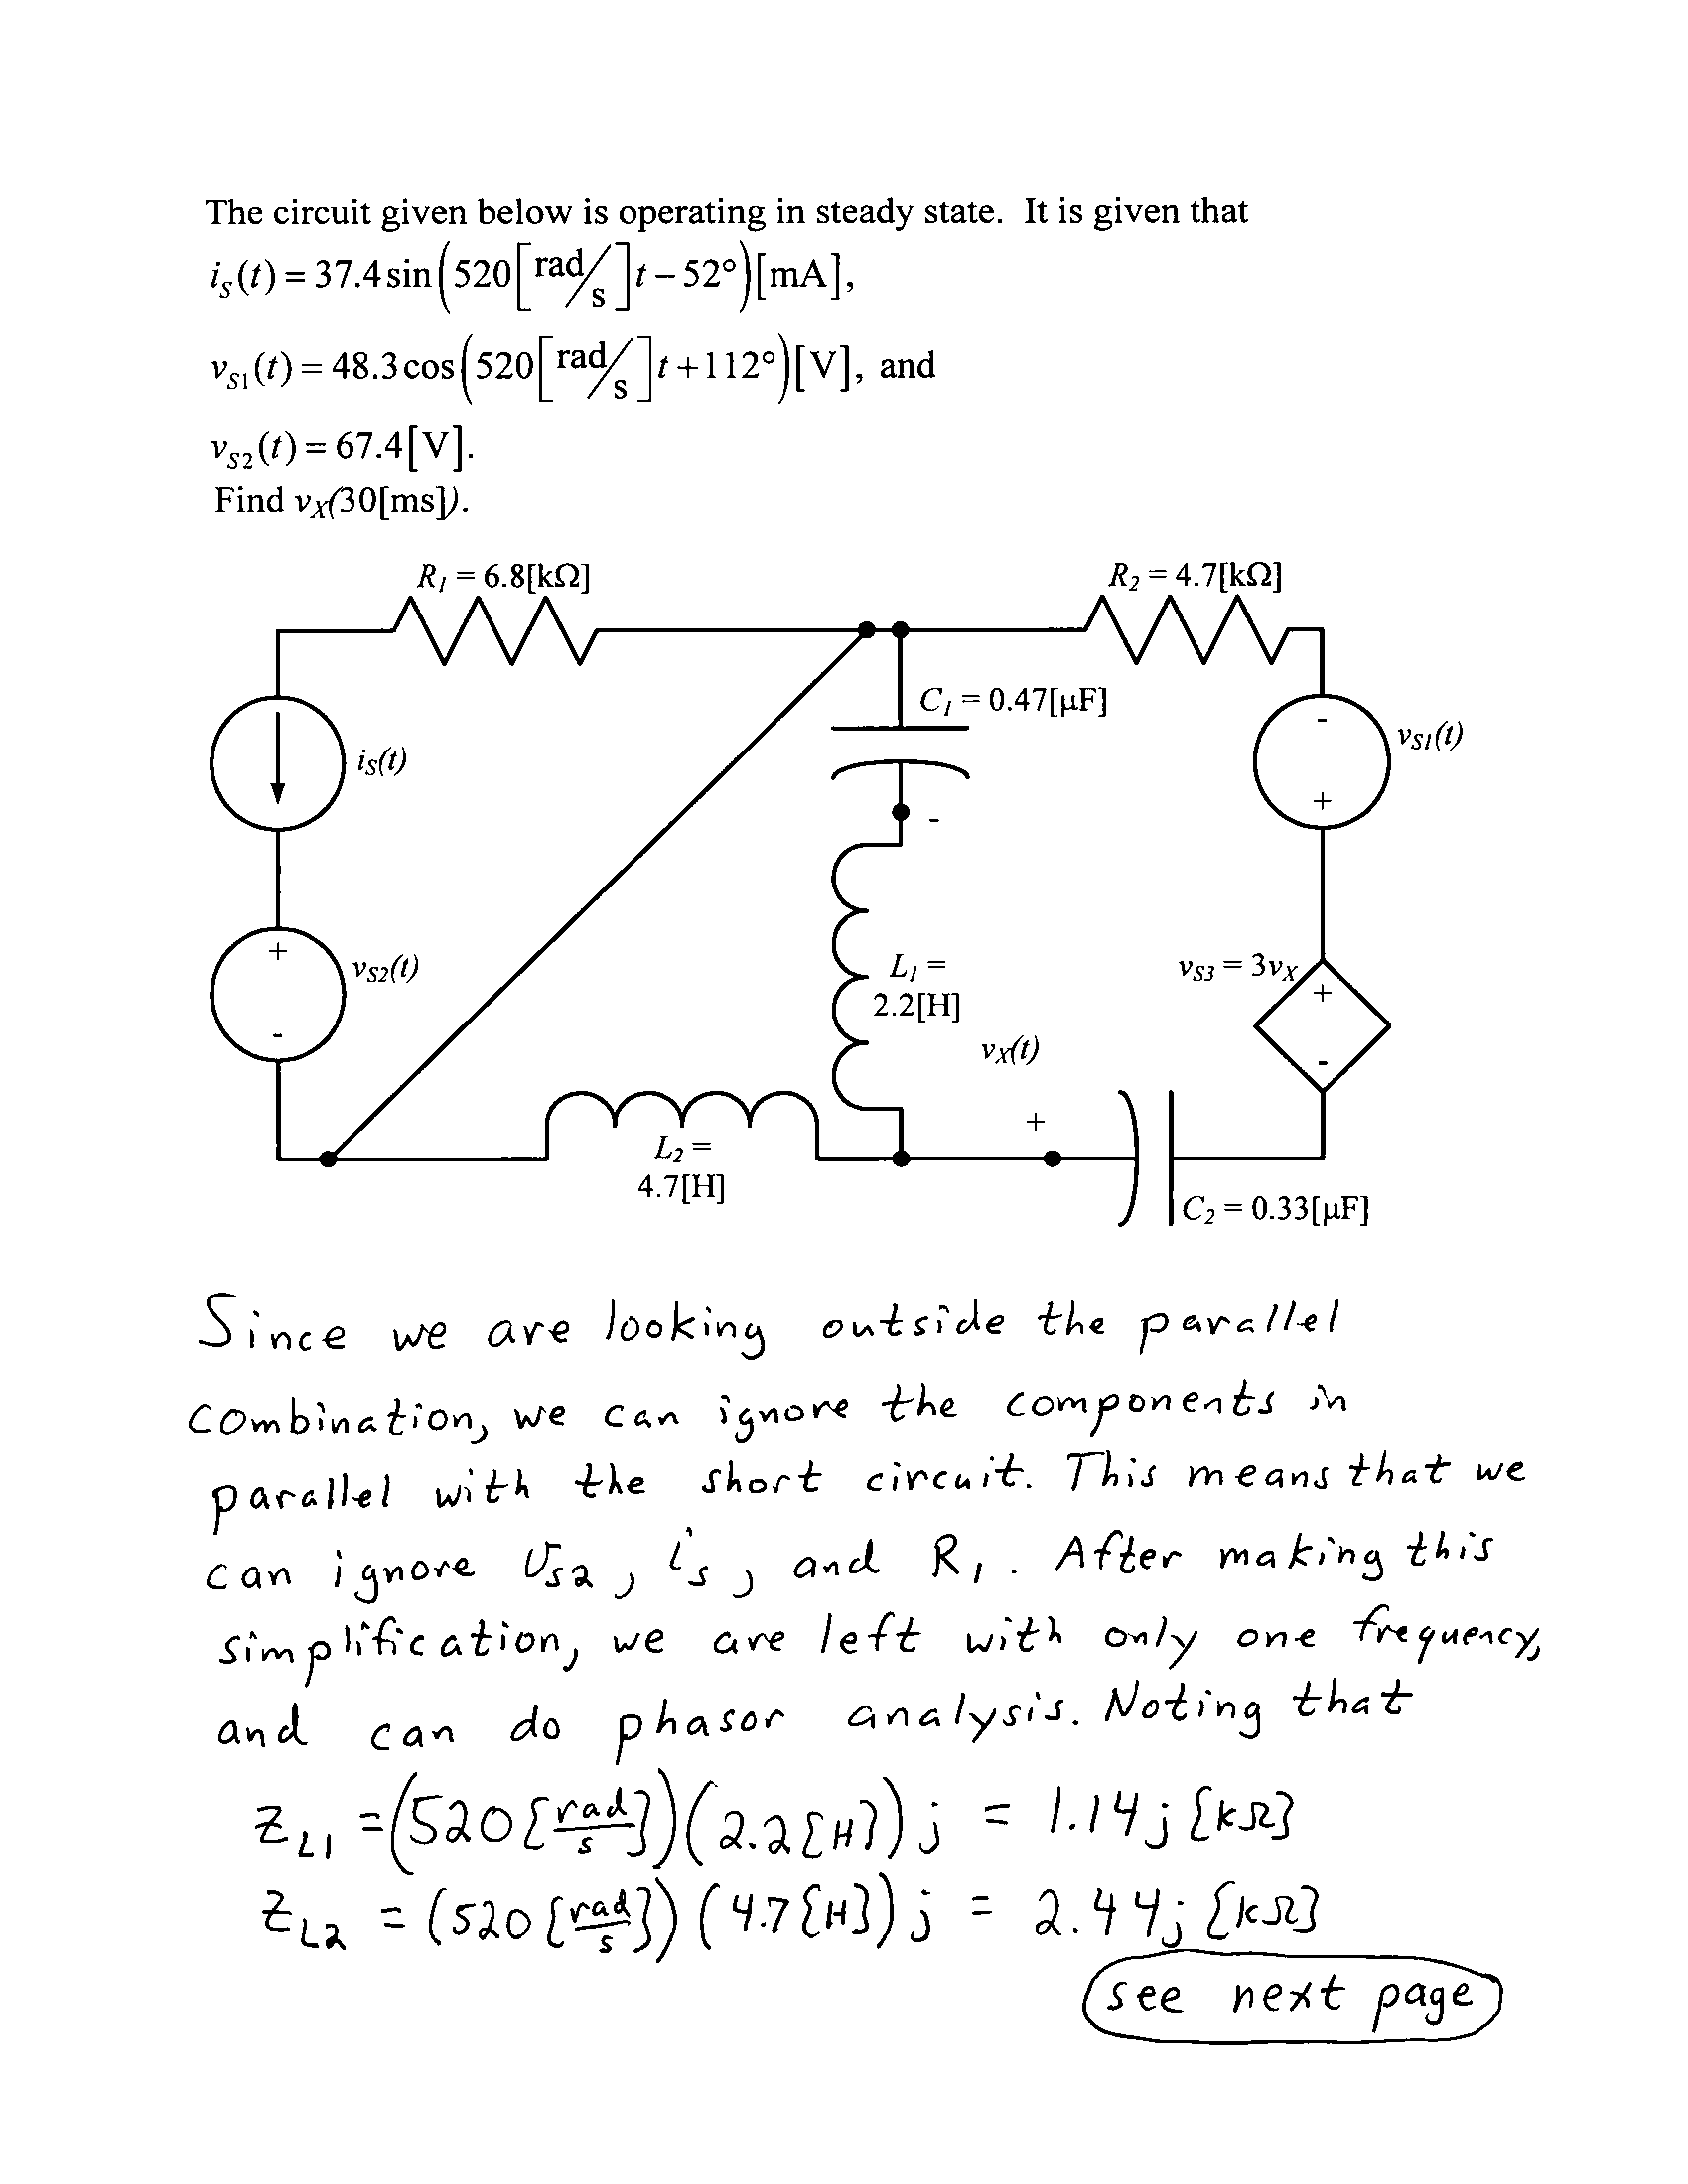 The circuit given below is operating in steady state. It is given that
i_S(t) = 37.4 sin(520[rad/s]t − 52°)[mA],
v_S1(t) = 48.3 cos(520[rad/s]t + 112°)[V], and
v_S2(t) = 67.4[V].
Find v_X(30[ms]).
R_1 = 6.8[kΩ]
R_2 = 4.7[kΩ]
C_1 = 0.47[µF]
-
v_S1(t)
+
i_S(t)
-
+
v_S2(t)
-
L_1 =
2.2[H]
v_S3 = 3v_X
+
-
v_X(t)
+
L_2 =
4.7[H]
C_2 = 0.33[µF]
Since we are looking outside the parallel
combination, we can ignore the components in
parallel with the short circuit. This means that we
can ignore v_S2, i_S, and R_1. After making this
simplification, we are left with only one frequency,
and can do phasor analysis. Noting that
Z_L1 = (520{rad/s})(2.2{H})j = 1.14j{kΩ}
Z_L2 = (520{rad/s})(4.7{H})j = 2.44j{kΩ}
see next page